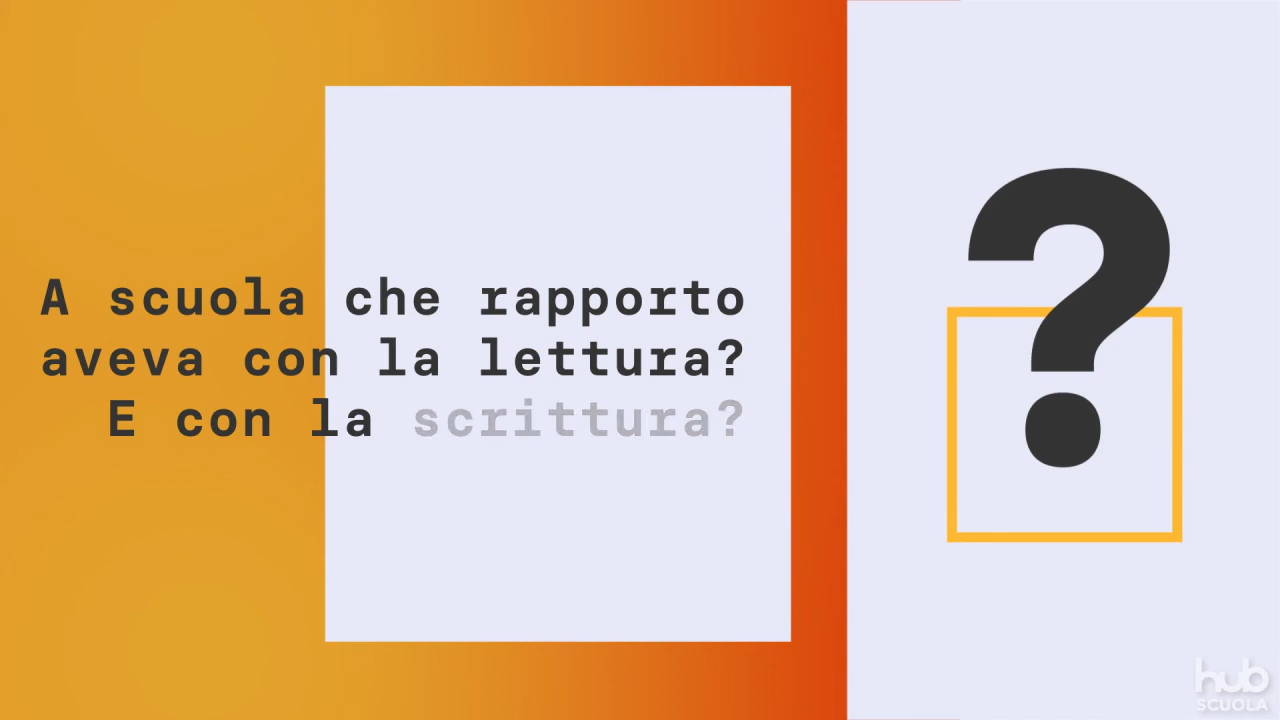 A scuola che rapporto
aveva con la lettura?
E con la scrittura?
?
hub
SCUOLA